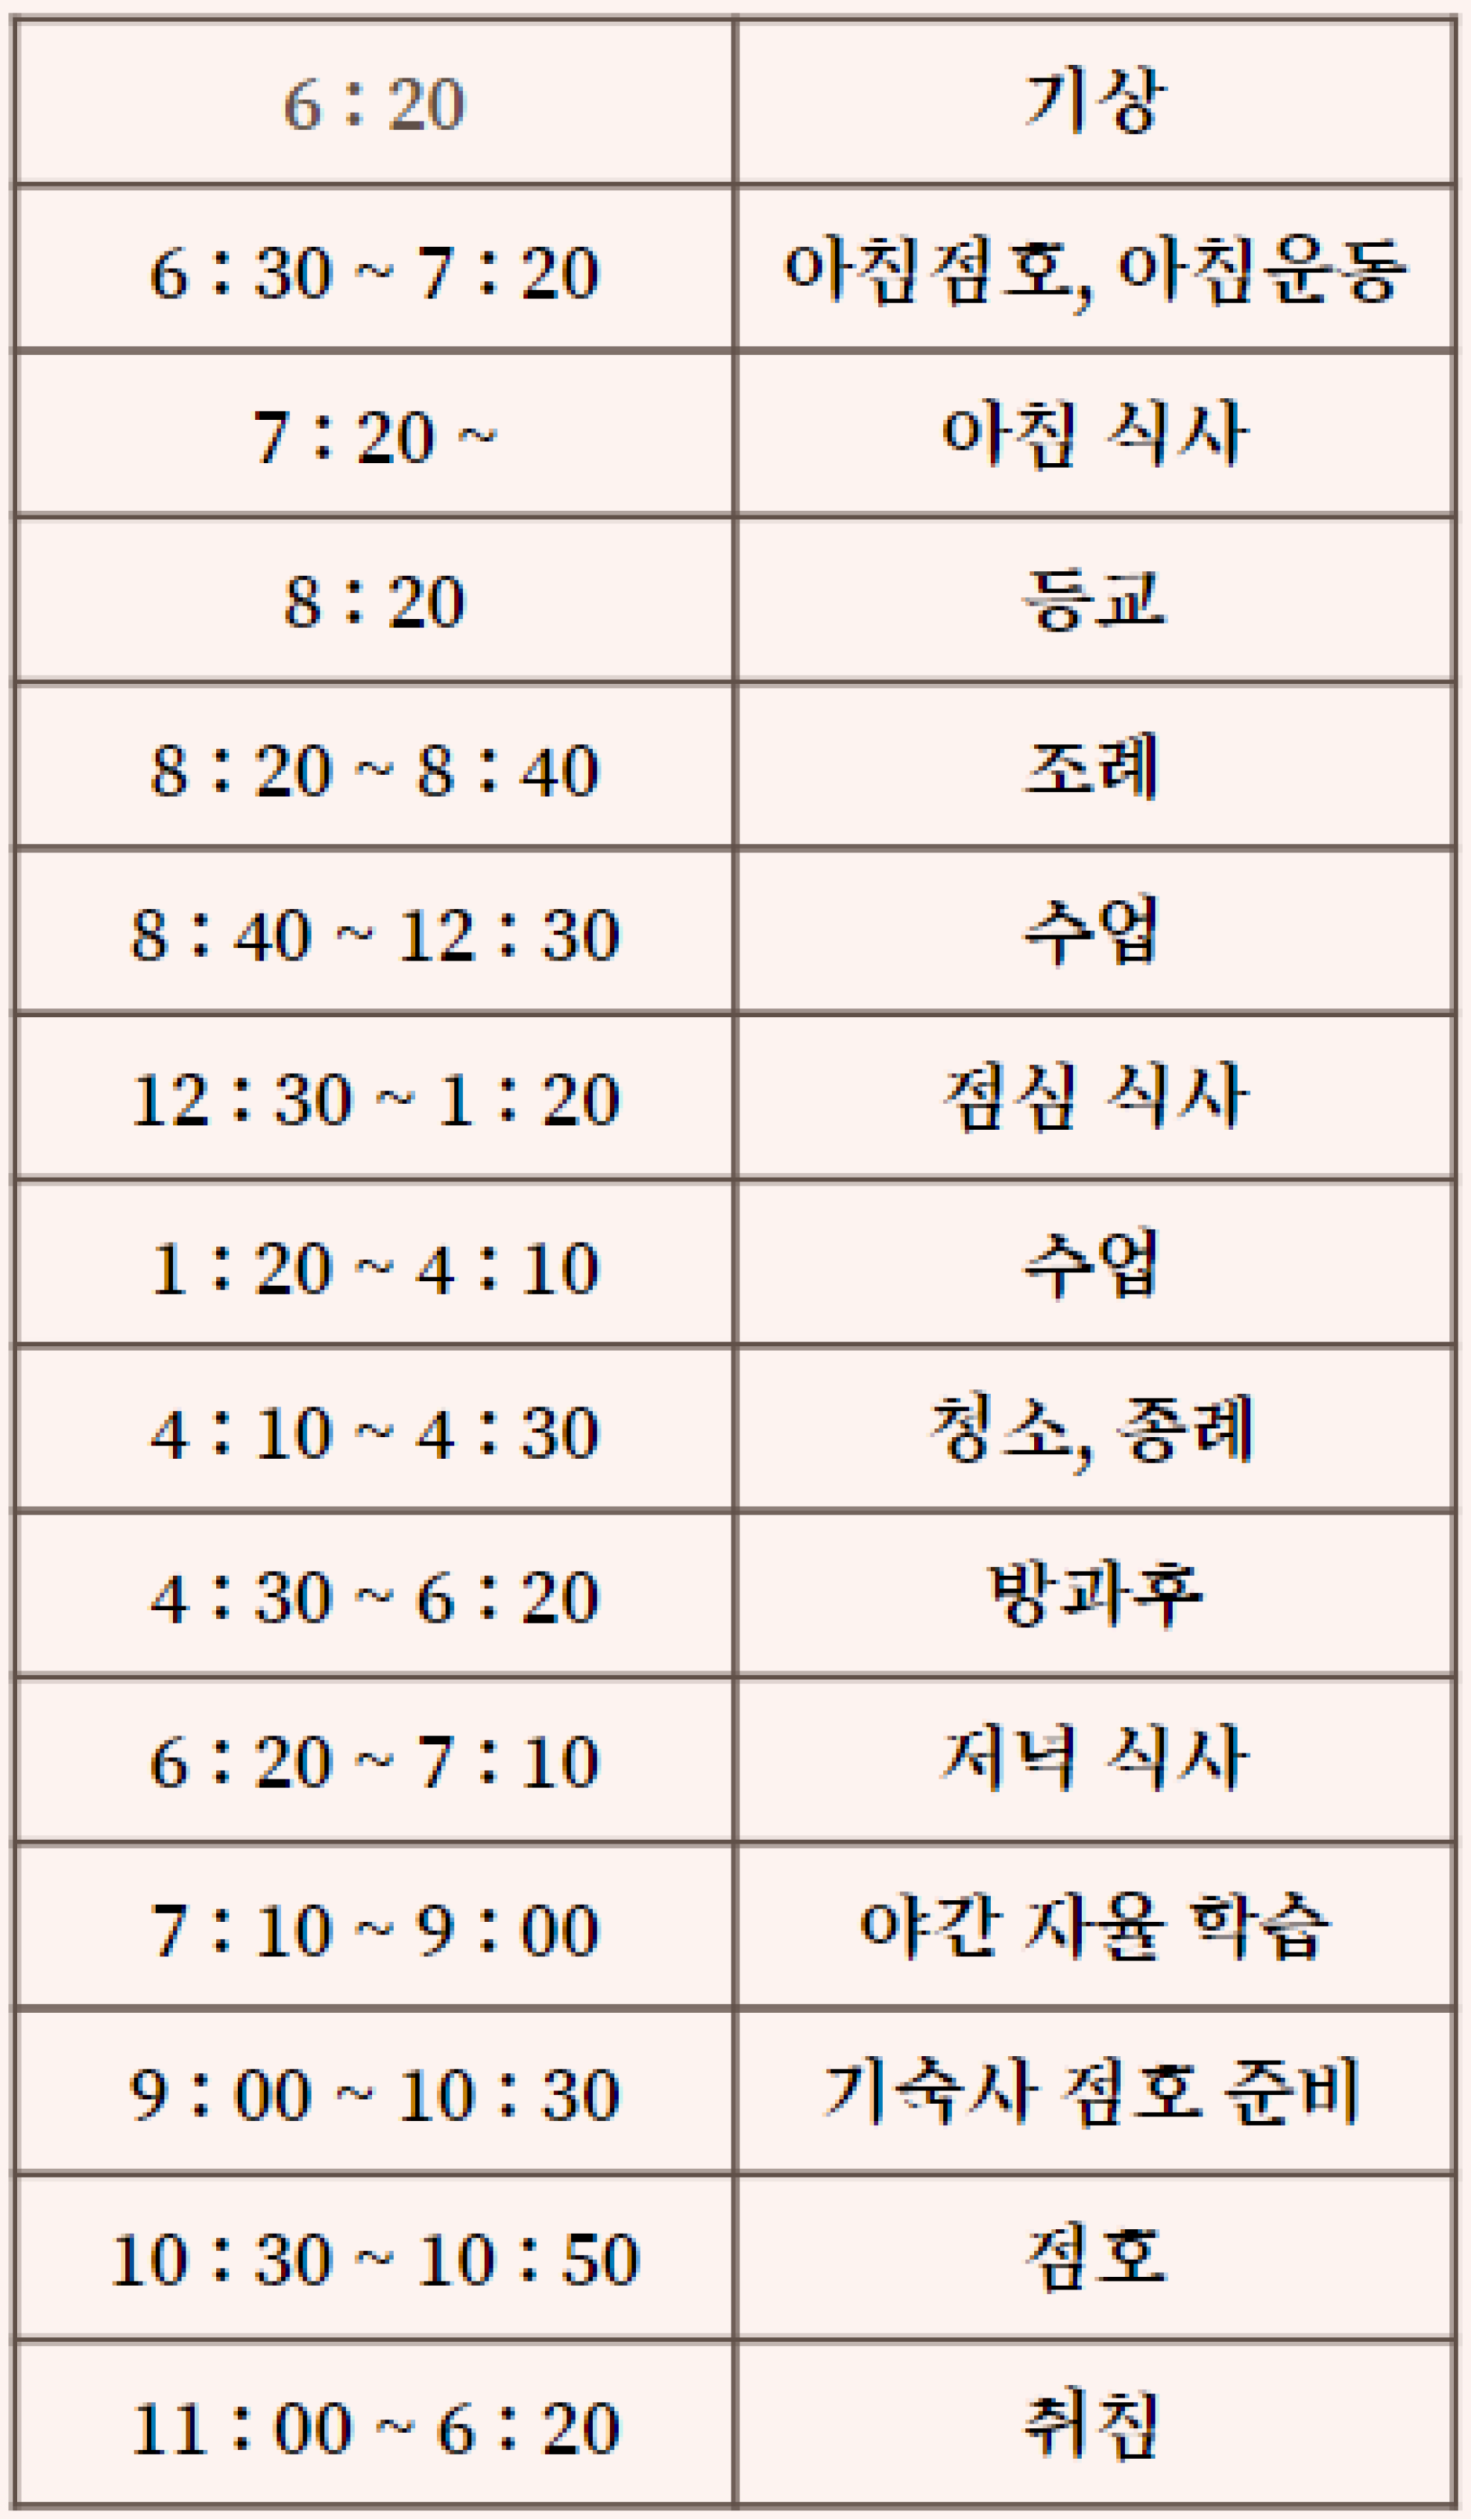 6 : 20 기상
6 : 30 ~ 7 : 20 아침점호, 아침운동
7 : 20 ~ 아침 식사
8 : 20 등교
8 : 20 ~ 8 : 40 조례
8 : 40 ~ 12 : 30 수업
12 : 30 ~ 1 : 20 점심 식사
1 : 20 ~ 4 : 10 수업
4 : 10 ~ 4 : 30 청소, 종례
4 : 30 ~ 6 : 20 방과후
6 : 20 ~ 7 : 10 저녁 식사
7 : 10 ~ 9 : 00 야간 자율 학습
9 : 00 ~ 10 : 30 기숙사 점호 준비
10 : 30 ~ 10 : 50 점호
11 : 00 ~ 6 : 20 취침